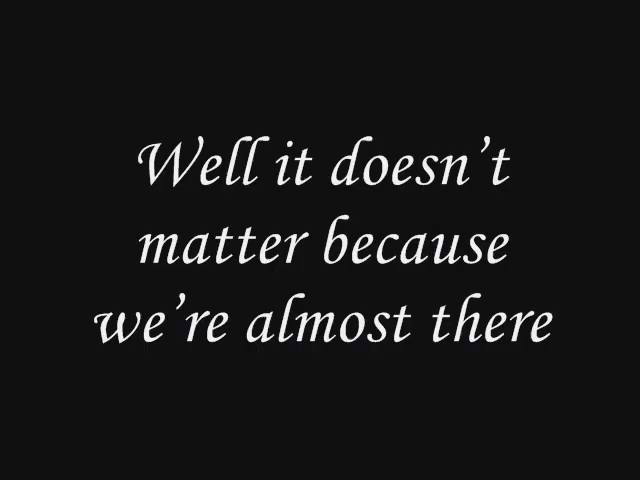 Well it doesn’t
matter because
we’re almost there